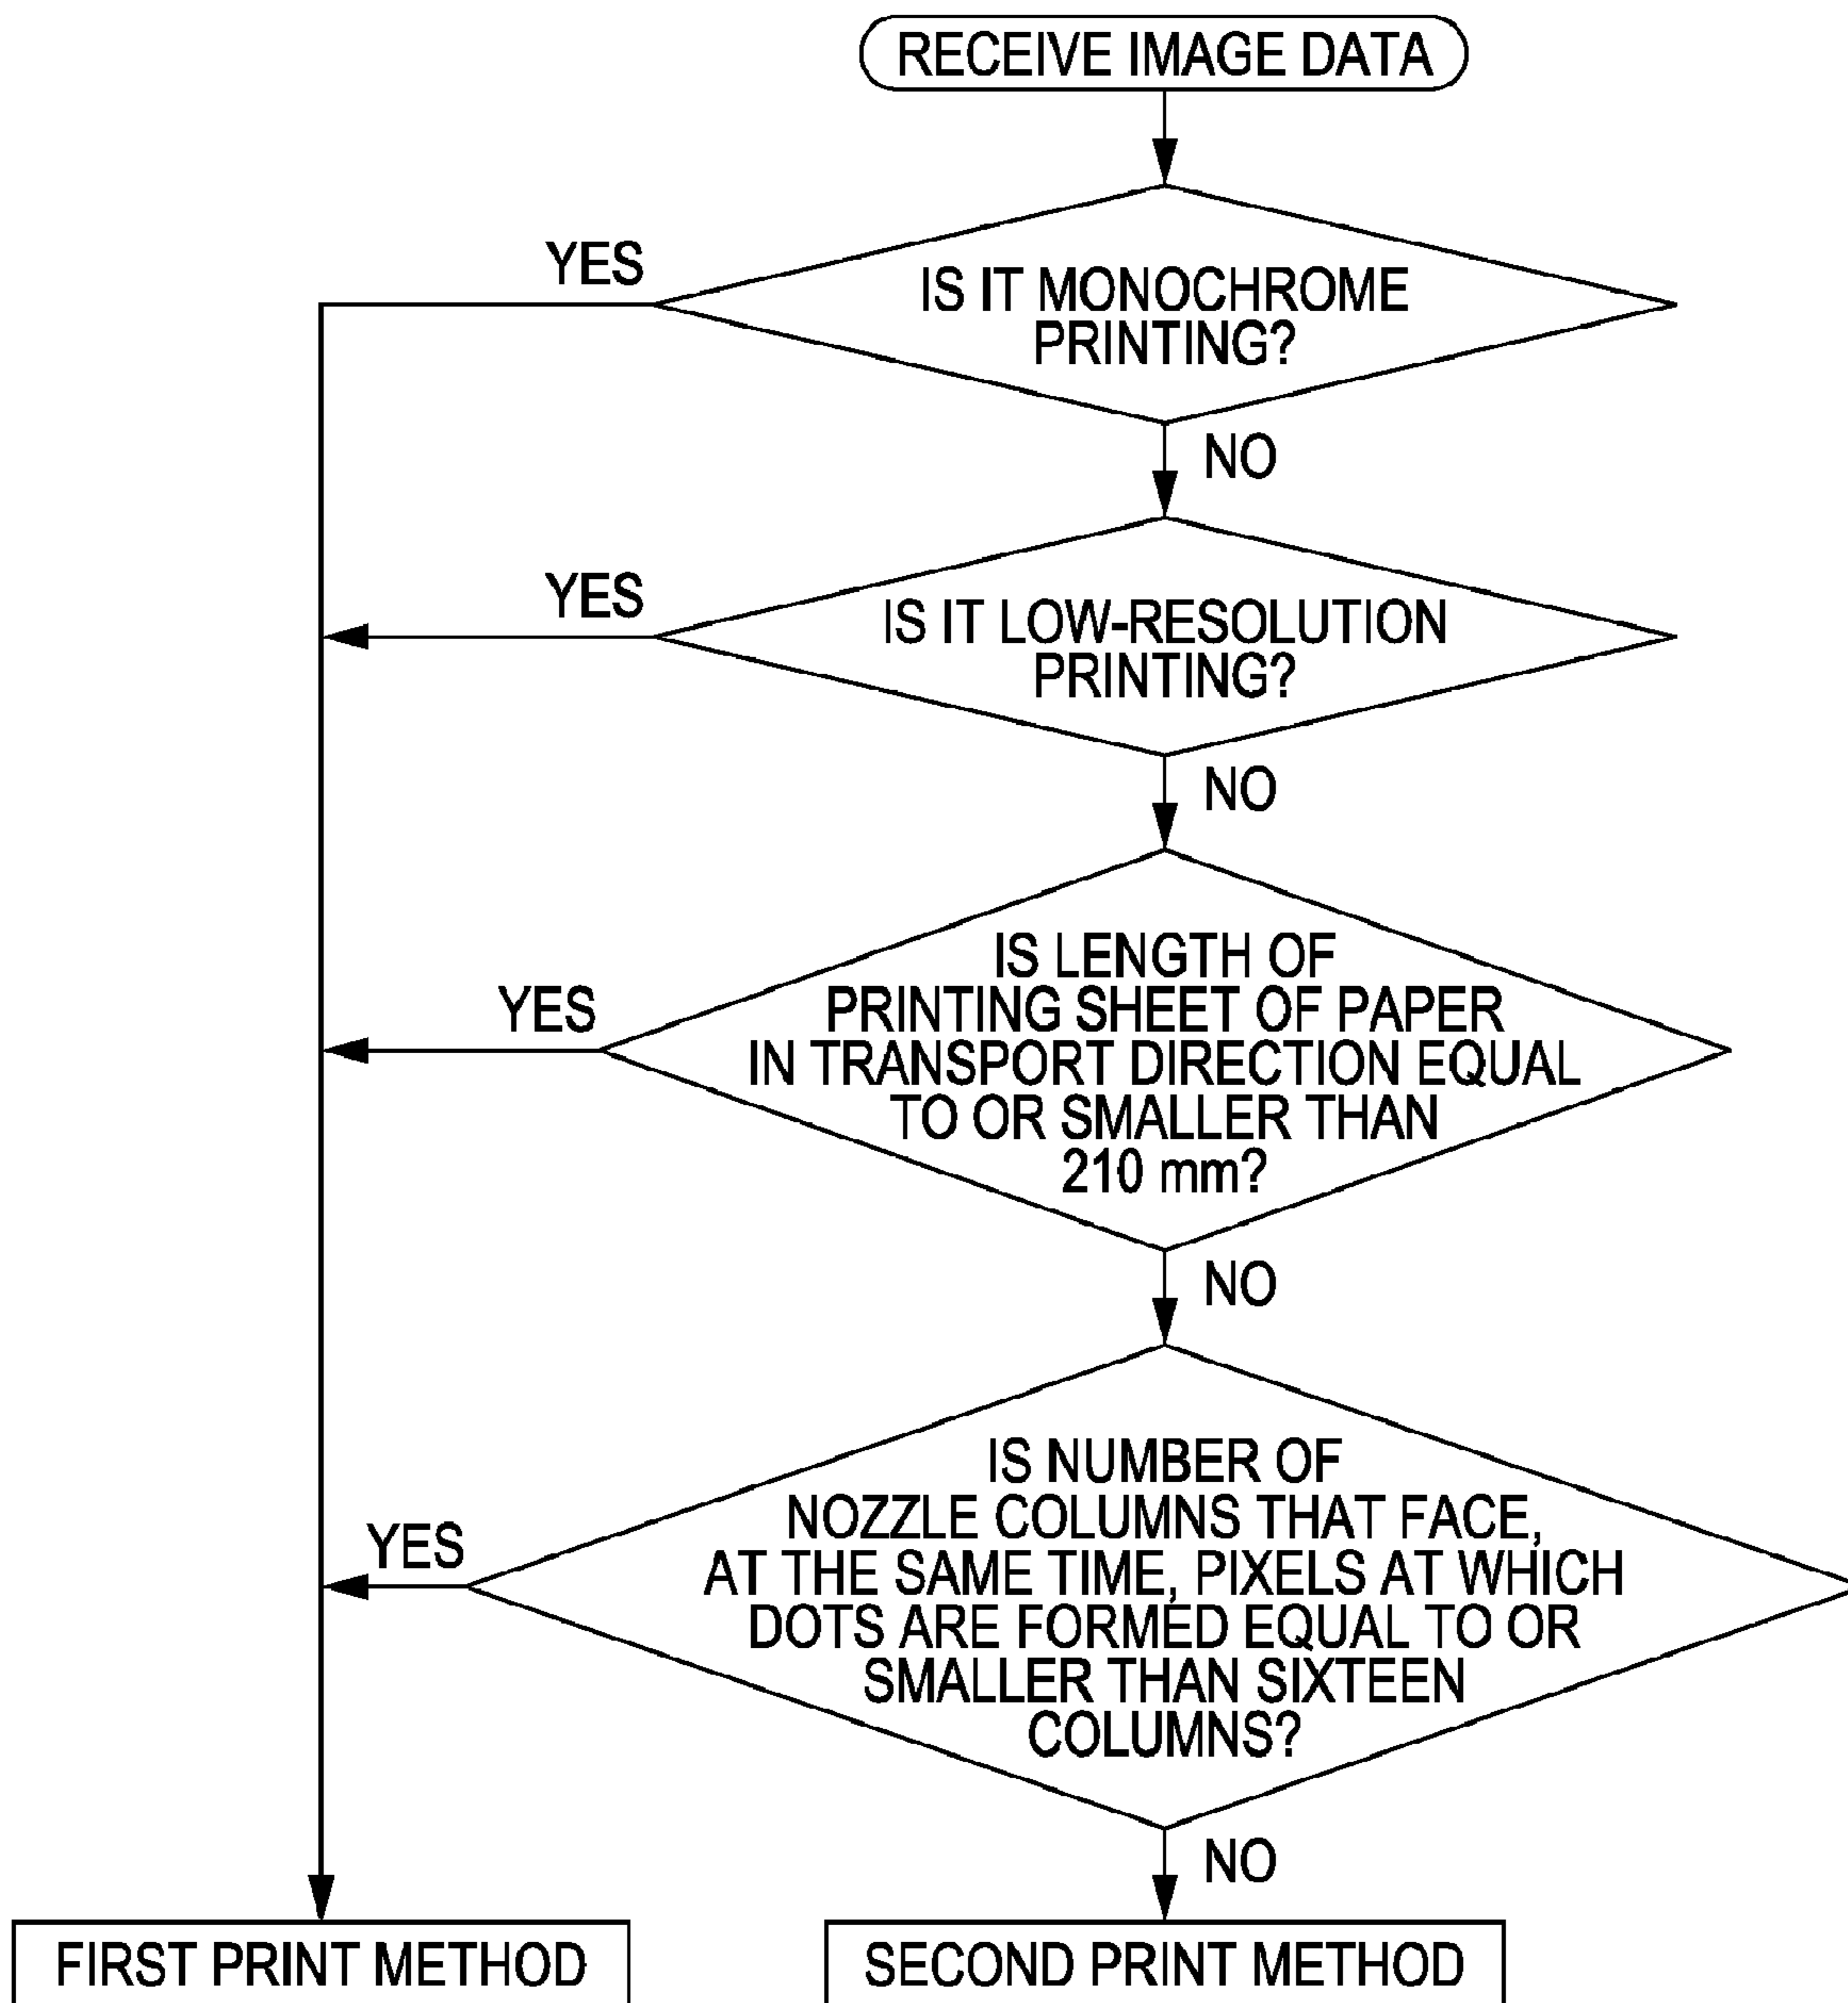 RECEIVE IMAGE DATA
YES
IS IT MONOCHROME
PRINTING?
NO
YES
IS IT LOW-RESOLUTION
PRINTING?
NO
YES
IS LENGTH OF
PRINTING SHEET OF PAPER
IN TRANSPORT DIRECTION EQUAL
TO OR SMALLER THAN
210 mm?
NO
YES
IS NUMBER OF
NOZZLE COLUMNS THAT FACE,
AT THE SAME TIME, PIXELS AT WHICH
DOTS ARE FORMED EQUAL TO OR
SMALLER THAN SIXTEEN
COLUMNS?
NO
FIRST PRINT METHOD
SECOND PRINT METHOD